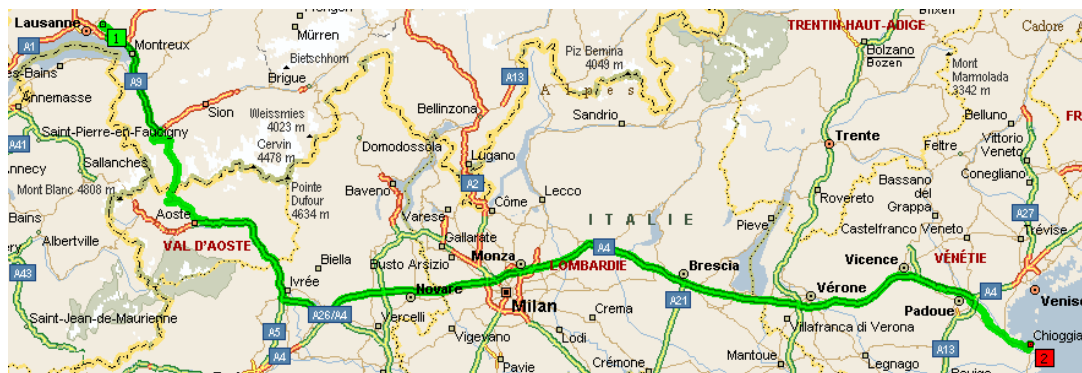 Lausanne
1
A1
Montreux
es-Bains
A9
Annemasse
Mürren
Bietschhorn
Brigue
Sion
Saint-Pierre-en-Faucigny
A41
Annecy
Sallanches
Mont Blanc 4808 m
Weissmies
4023 m
Cervin
4478 m
Pointe
Dufour
4634 m
Domodossola
Baveno
Bellinzona
A13
Lugano
A2
Piz Bernina
4049 m
Alpes
Sandrio
Lecco
Côme
Varese
Gallarate
Busto Arsizio
Monza
ITALIE
LOMBARDIE
A4
Bains
Albertville
A43
Saint-Jean-de-Maurienne
Aoste
VAL D'AOSTE
Biella
Ivrée
A5
A26/A4
A4
Novare
Vercelli
Vigevano
Milan
Pavie
Lodi
Crema
Crémone
Brescia
A21
Pieve
TRENTIN HAUT-ADIGE
Brixen
Cadore
Bolzano
Bozen
Mont
Marmolada
3342 m
Trente
Rovereto
Belluno
Feltre
Vittorio
Veneto
Conegliano
FR
Bassano
del
Grappa
A27
Castelfranco Veneto
Trévise
VÉNÉTIE
Vicence
Vérone
Villafranca di Verona
Mantoue
Legnago
Padoue
A4
Venise
Chioggia
2
A13